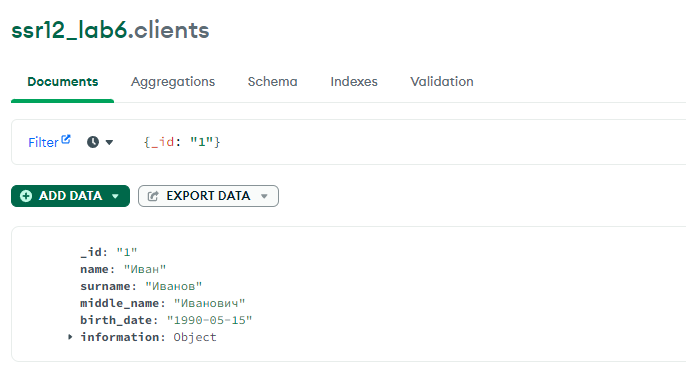 ssr12_lab6.clients
Documents Aggregations Schema Indexes Validation
Filter {_id: "1"}
ADD DATA EXPORT DATA
_id: "1"
name: "Иван"
surname: "Иванов"
middle_name: "Иванович"
birth_date: "1990-05-15"
information: Object